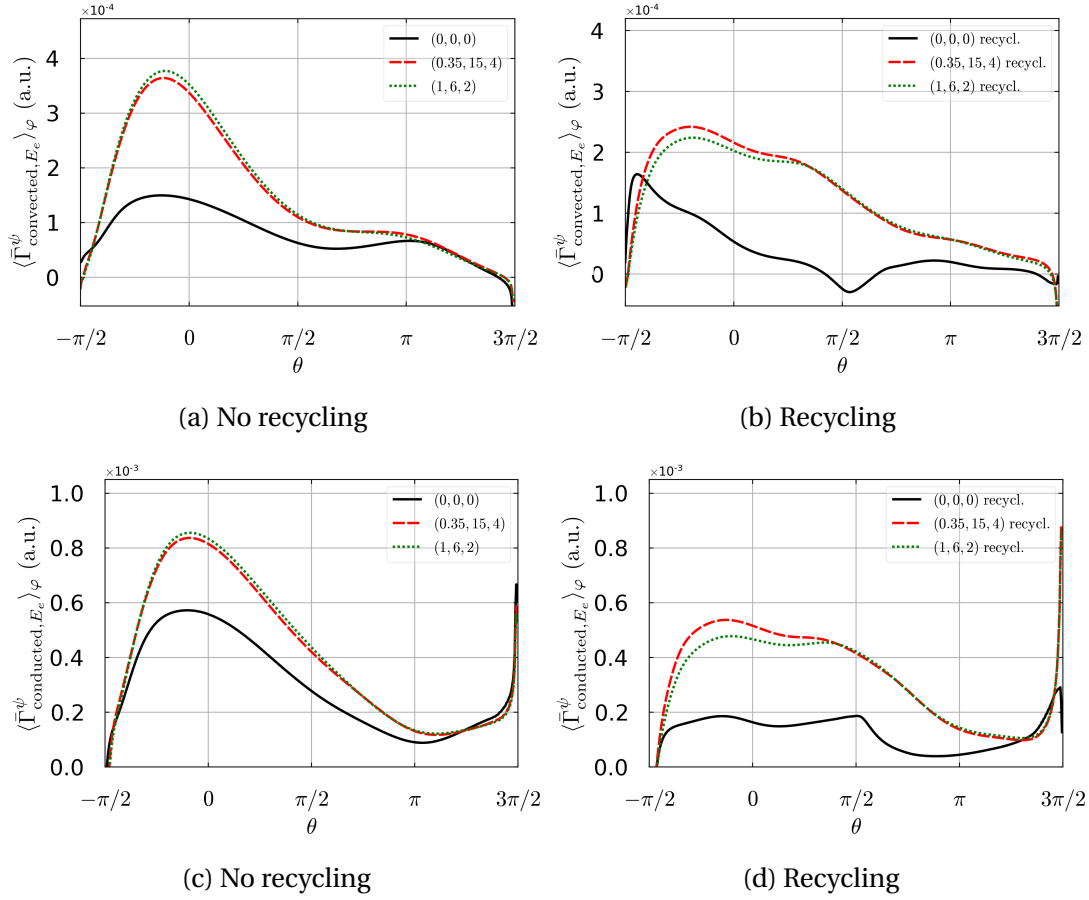 ×10⁻⁴
⟨Γ̄^ψ_convected, E_e⟩_φ (a.u.)
4
3
2
1
0
(0, 0, 0)
(0.35, 15, 4)
(1, 6, 2)
−π/2 0 π/2 π 3π/2
θ
(a) No recycling
×10⁻⁴
⟨Γ̄^ψ_convected, E_e⟩_φ (a.u.)
4
3
2
1
0
(0, 0, 0) recycl.
(0.35, 15, 4) recycl.
(1, 6, 2) recycl.
−π/2 0 π/2 π 3π/2
θ
(b) Recycling
×10⁻³
⟨Γ̄^ψ_conducted, E_e⟩_φ (a.u.)
1.0
0.8
0.6
0.4
0.2
0.0
(0, 0, 0)
(0.35, 15, 4)
(1, 6, 2)
−π/2 0 π/2 π 3π/2
θ
(c) No recycling
×10⁻³
⟨Γ̄^ψ_conducted, E_e⟩_φ (a.u.)
1.0
0.8
0.6
0.4
0.2
0.0
(0, 0, 0) recycl.
(0.35, 15, 4) recycl.
(1, 6, 2) recycl.
−π/2 0 π/2 π 3π/2
θ
(d) Recycling